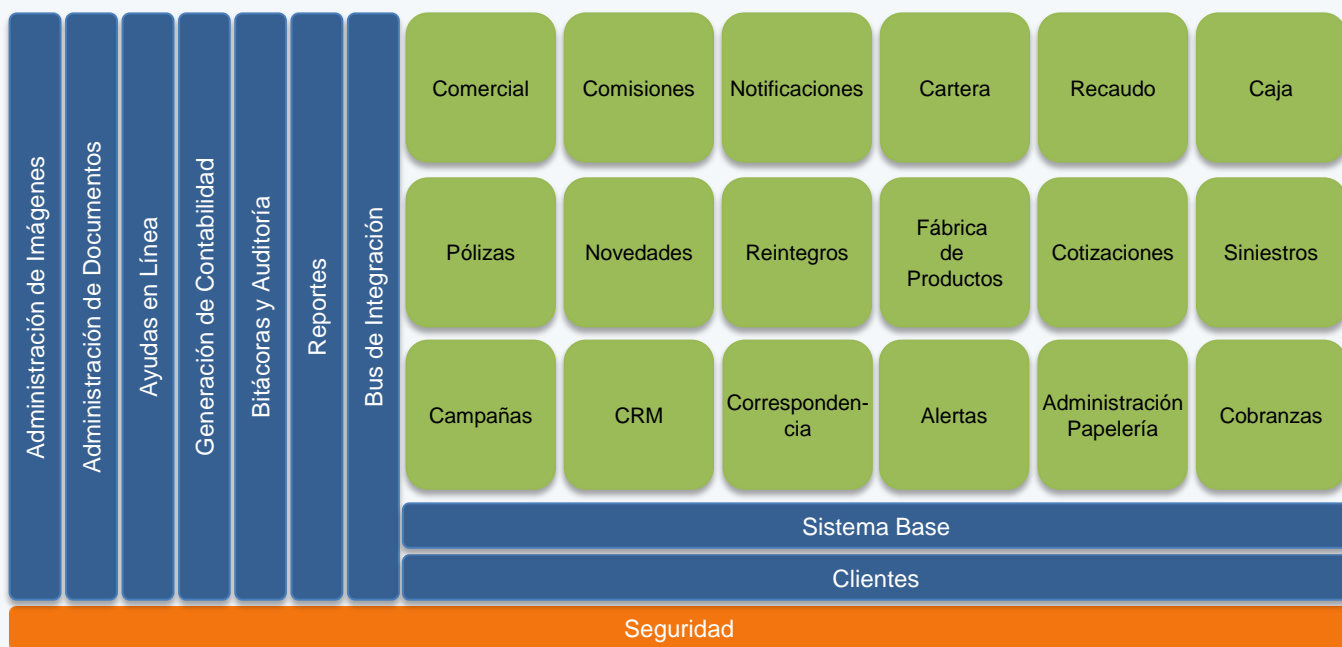 Administración de Imágenes
Administración de Documentos
Ayudas en Línea
Generación de Contabilidad
Bitácoras y Auditoría
Reportes
Bus de Integración
Comercial
Comisiones
Notificaciones
Cartera
Recaudo
Caja
Pólizas
Novedades
Reintegros
Fábrica
de
Productos
Cotizaciones
Siniestros
Campañas
CRM
Corresponden-
cia
Alertas
Administración
Papelería
Cobranzas
Sistema Base
Clientes
Seguridad